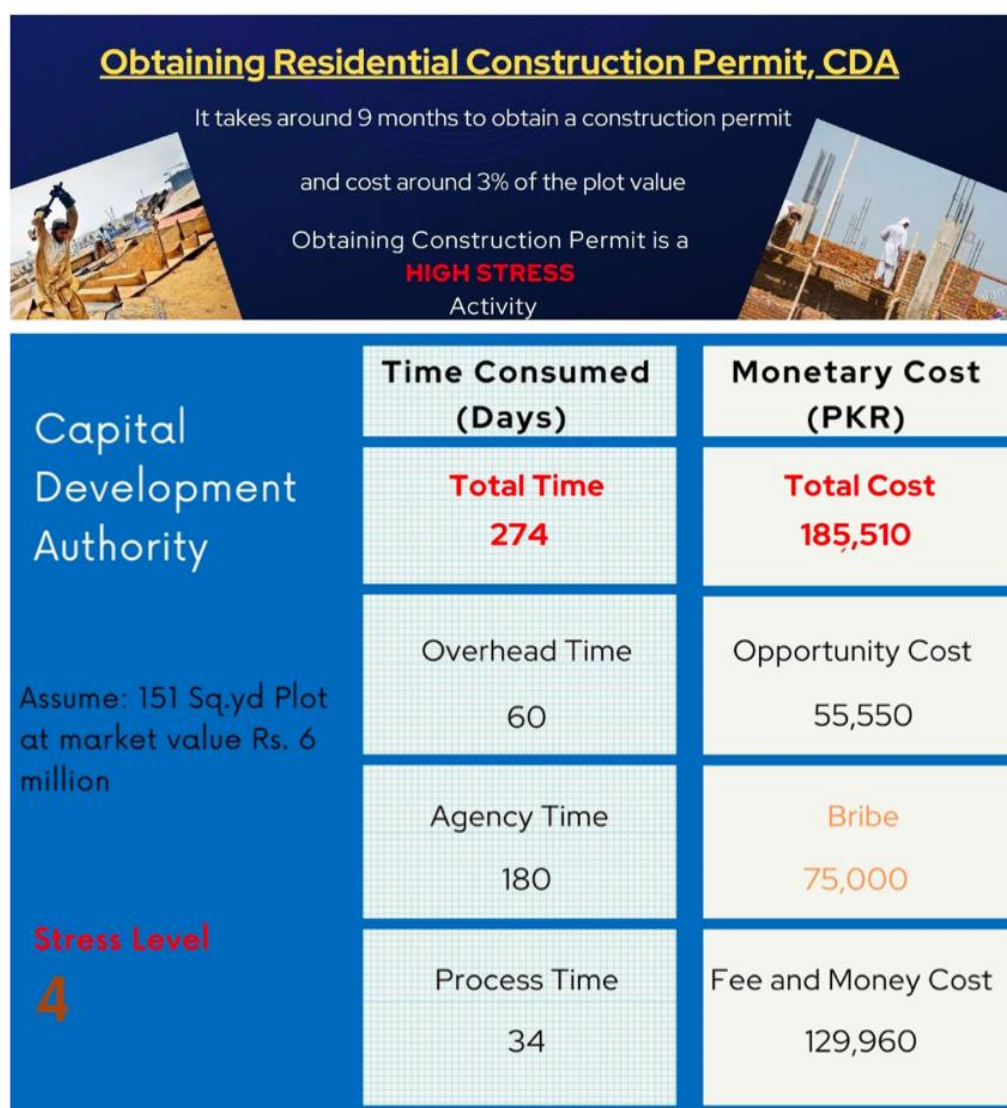 Obtaining Residential Construction Permit, CDA
It takes around 9 months to obtain a construction permit
and cost around 3% of the plot value
Obtaining Construction Permit is a
HIGH STRESS
Activity
Capital
Development
Authority
Assume: 151 Sq.yd Plot
at market value Rs. 6
million
Stress Level
4
Time Consumed
(Days)
Total Time
274
Overhead Time
60
Agency Time
180
Process Time
34
Monetary Cost
(PKR)
Total Cost
185,510
Opportunity Cost
55,550
Bribe
75,000
Fee and Money Cost
129,960